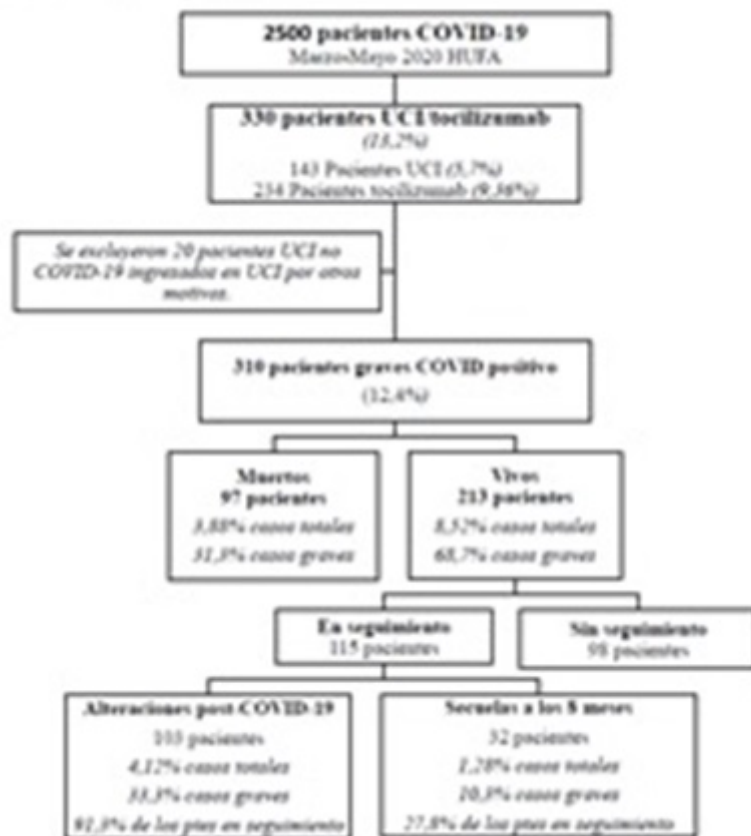 2500 pacientes COVID-19
Marzo-Mayo 2020 HUFA
330 pacientes UCI/tocilizumab
(13,2%)
143 Pacientes UCI (5,7%)
234 Pacientes tocilizumab (9,36%)
Se excluyeron 20 pacientes UCI no
COVID-19 ingresados en UCI por otros
motivos.
310 pacientes graves COVID positivo
(12,4%)
Muertos
97 pacientes
3,88% casos totales
31,3% casos graves
Vivos
213 pacientes
8,52% casos totales
68,7% casos graves
En seguimiento
115 pacientes
Sin seguimiento
98 pacientes
Alteraciones post-COVID-19
103 pacientes
4,12% casos totales
33,3% casos graves
91,3% de los ptes en seguimiento
Secuelas a los 8 meses
32 pacientes
1,28% casos totales
10,3% casos graves
27,8% de los ptes en seguimiento